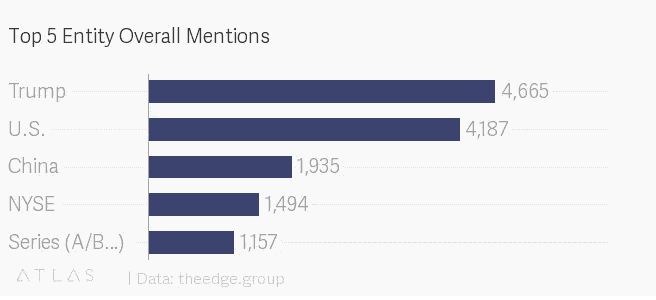 Top 5 Entity Overall Mentions
Trump 4,665
U.S. 4,187
China 1,935
NYSE 1,494
Series (A/B...) 1,157
ATLAS | Data: theedge.group